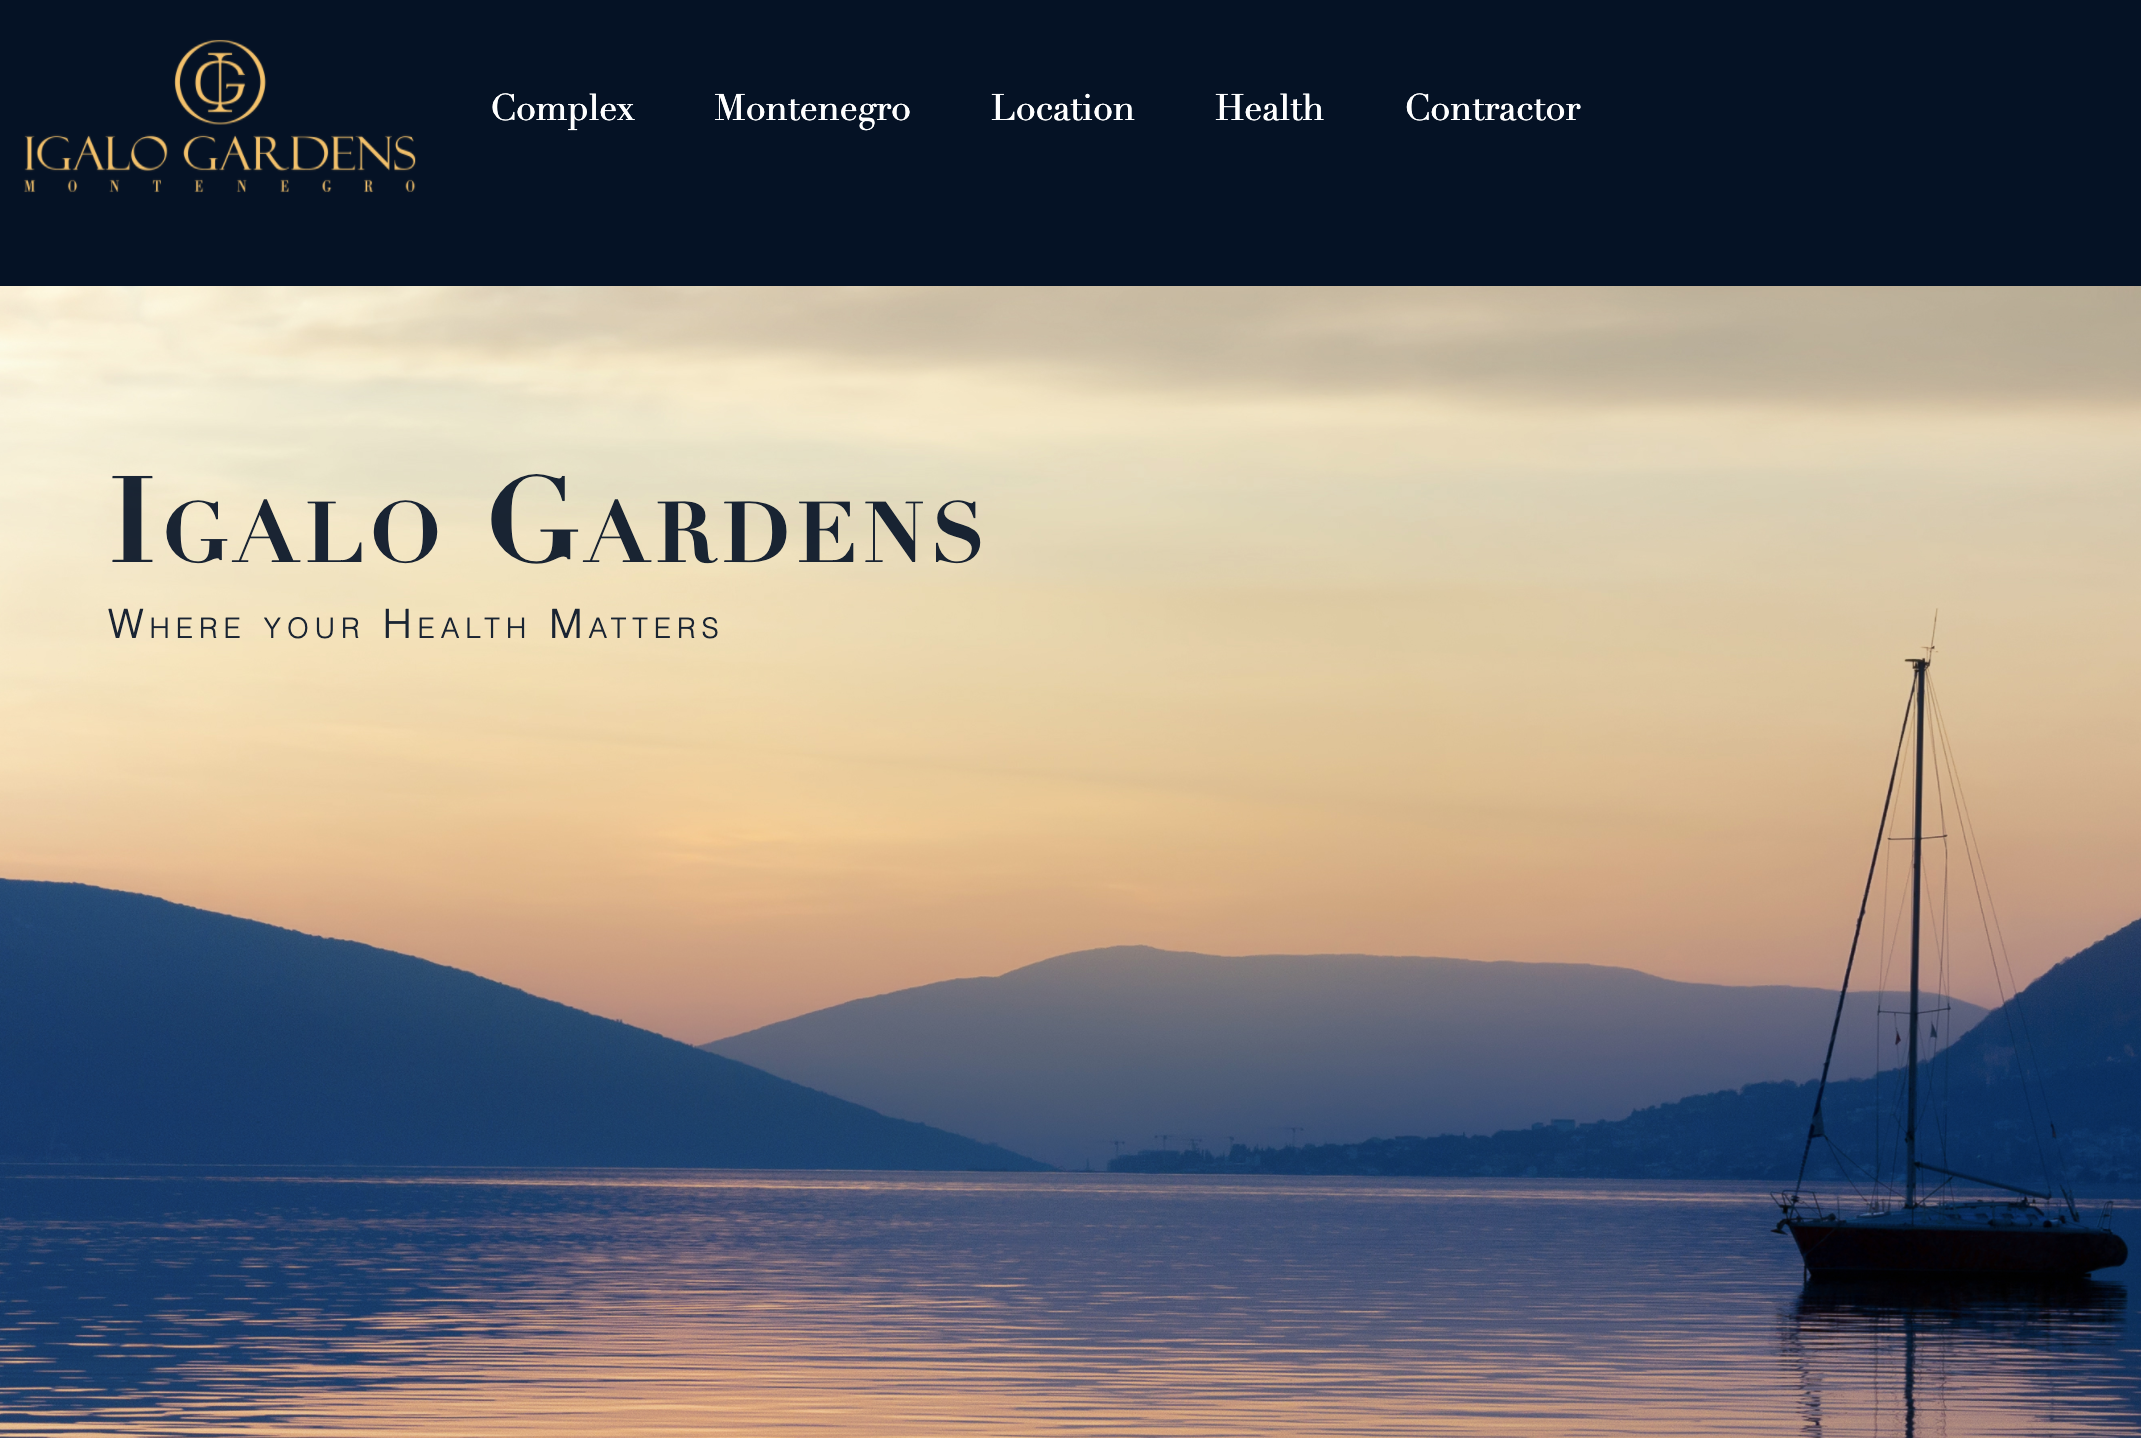 IG
IGALO GARDENS
MONTENEGRO
Complex Montenegro Location Health Contractor
Igalo Gardens
Where your Health Matters